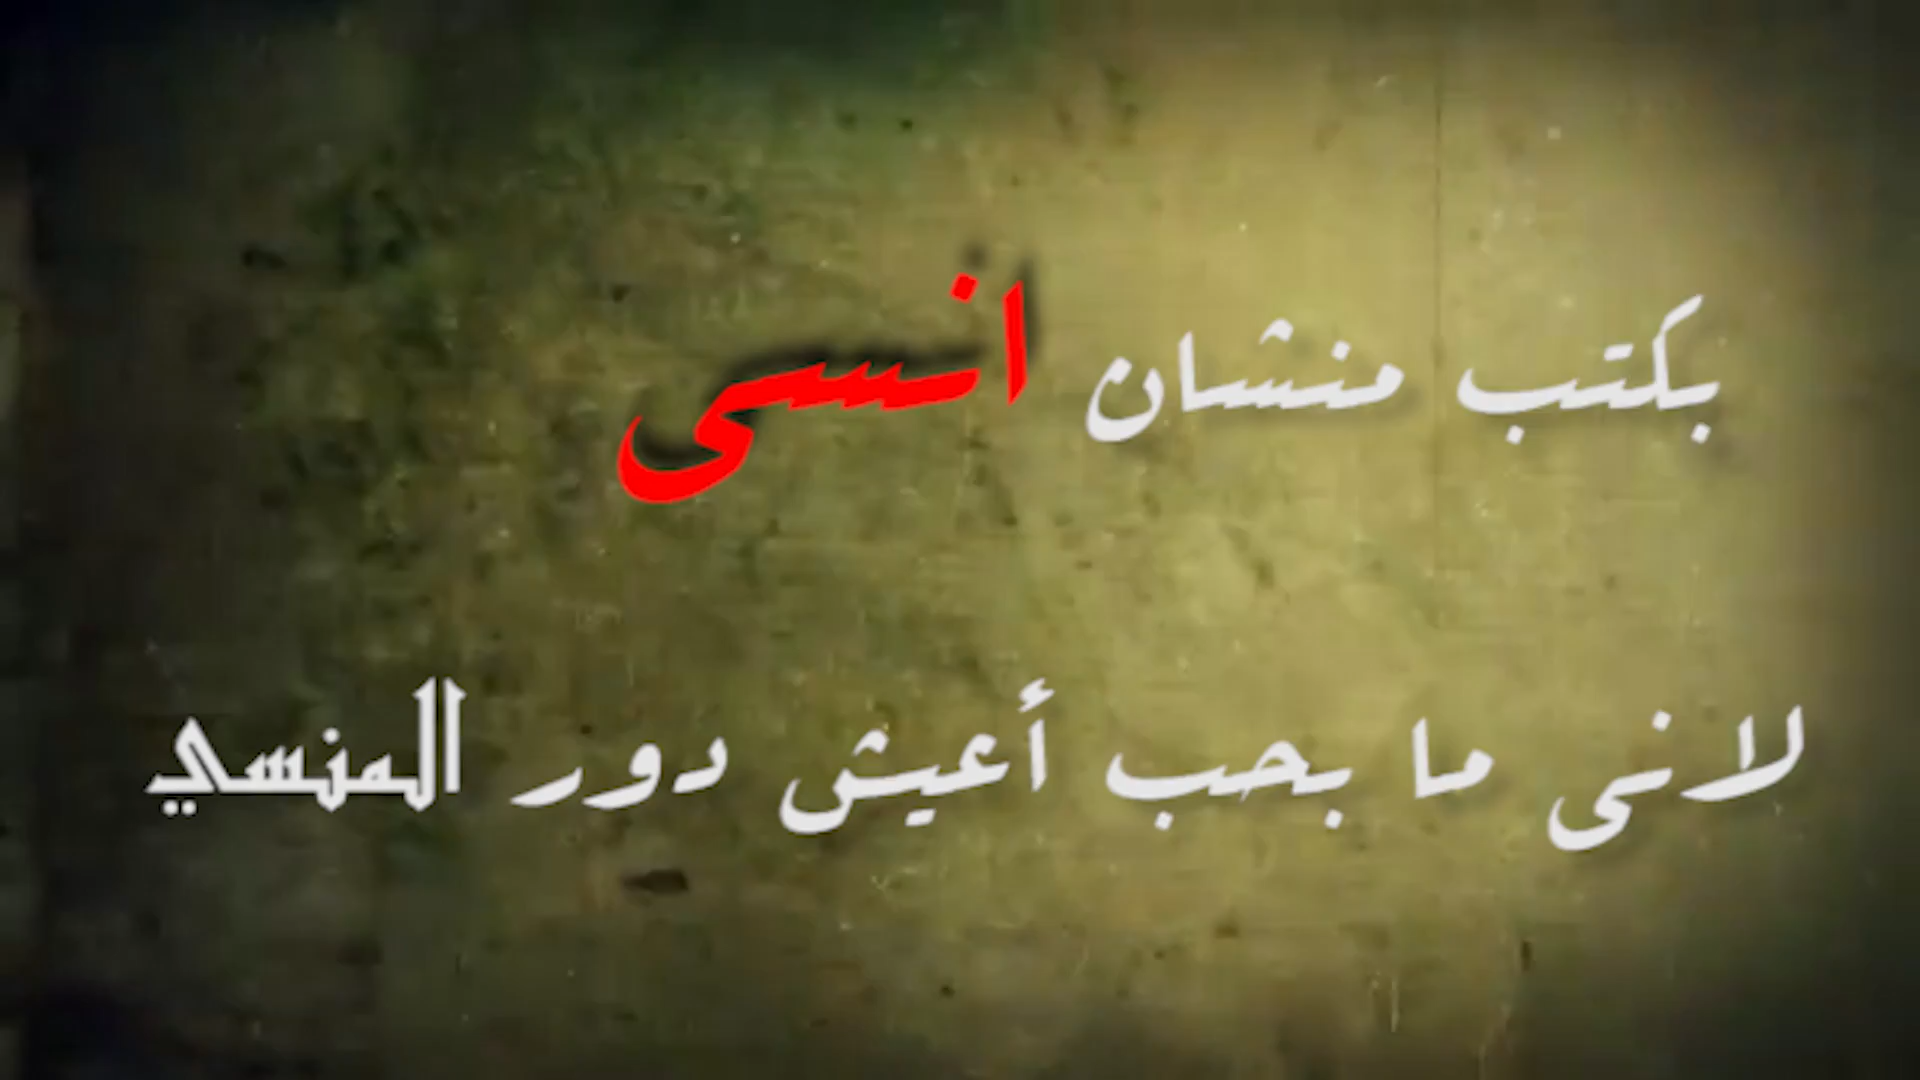 بكتب منشان انسى
لانى ما بحب أعيش دور المنسي